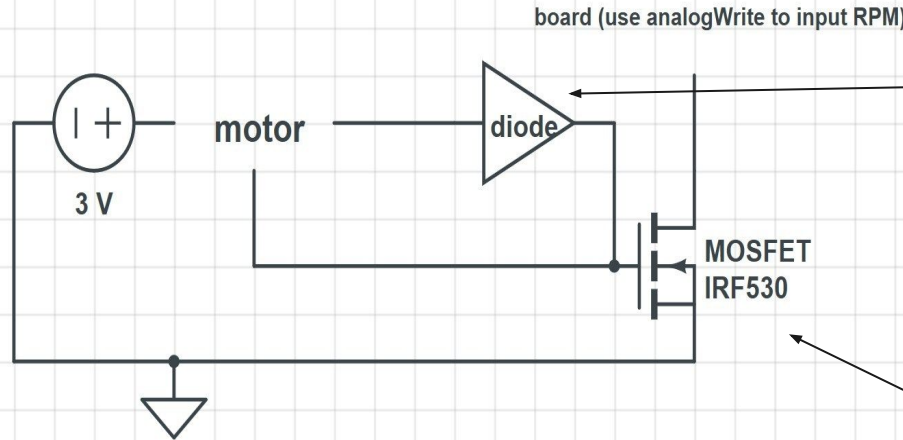 board (use analogWrite to input RPM)
motor
diode
3 V
MOSFET
IRF530